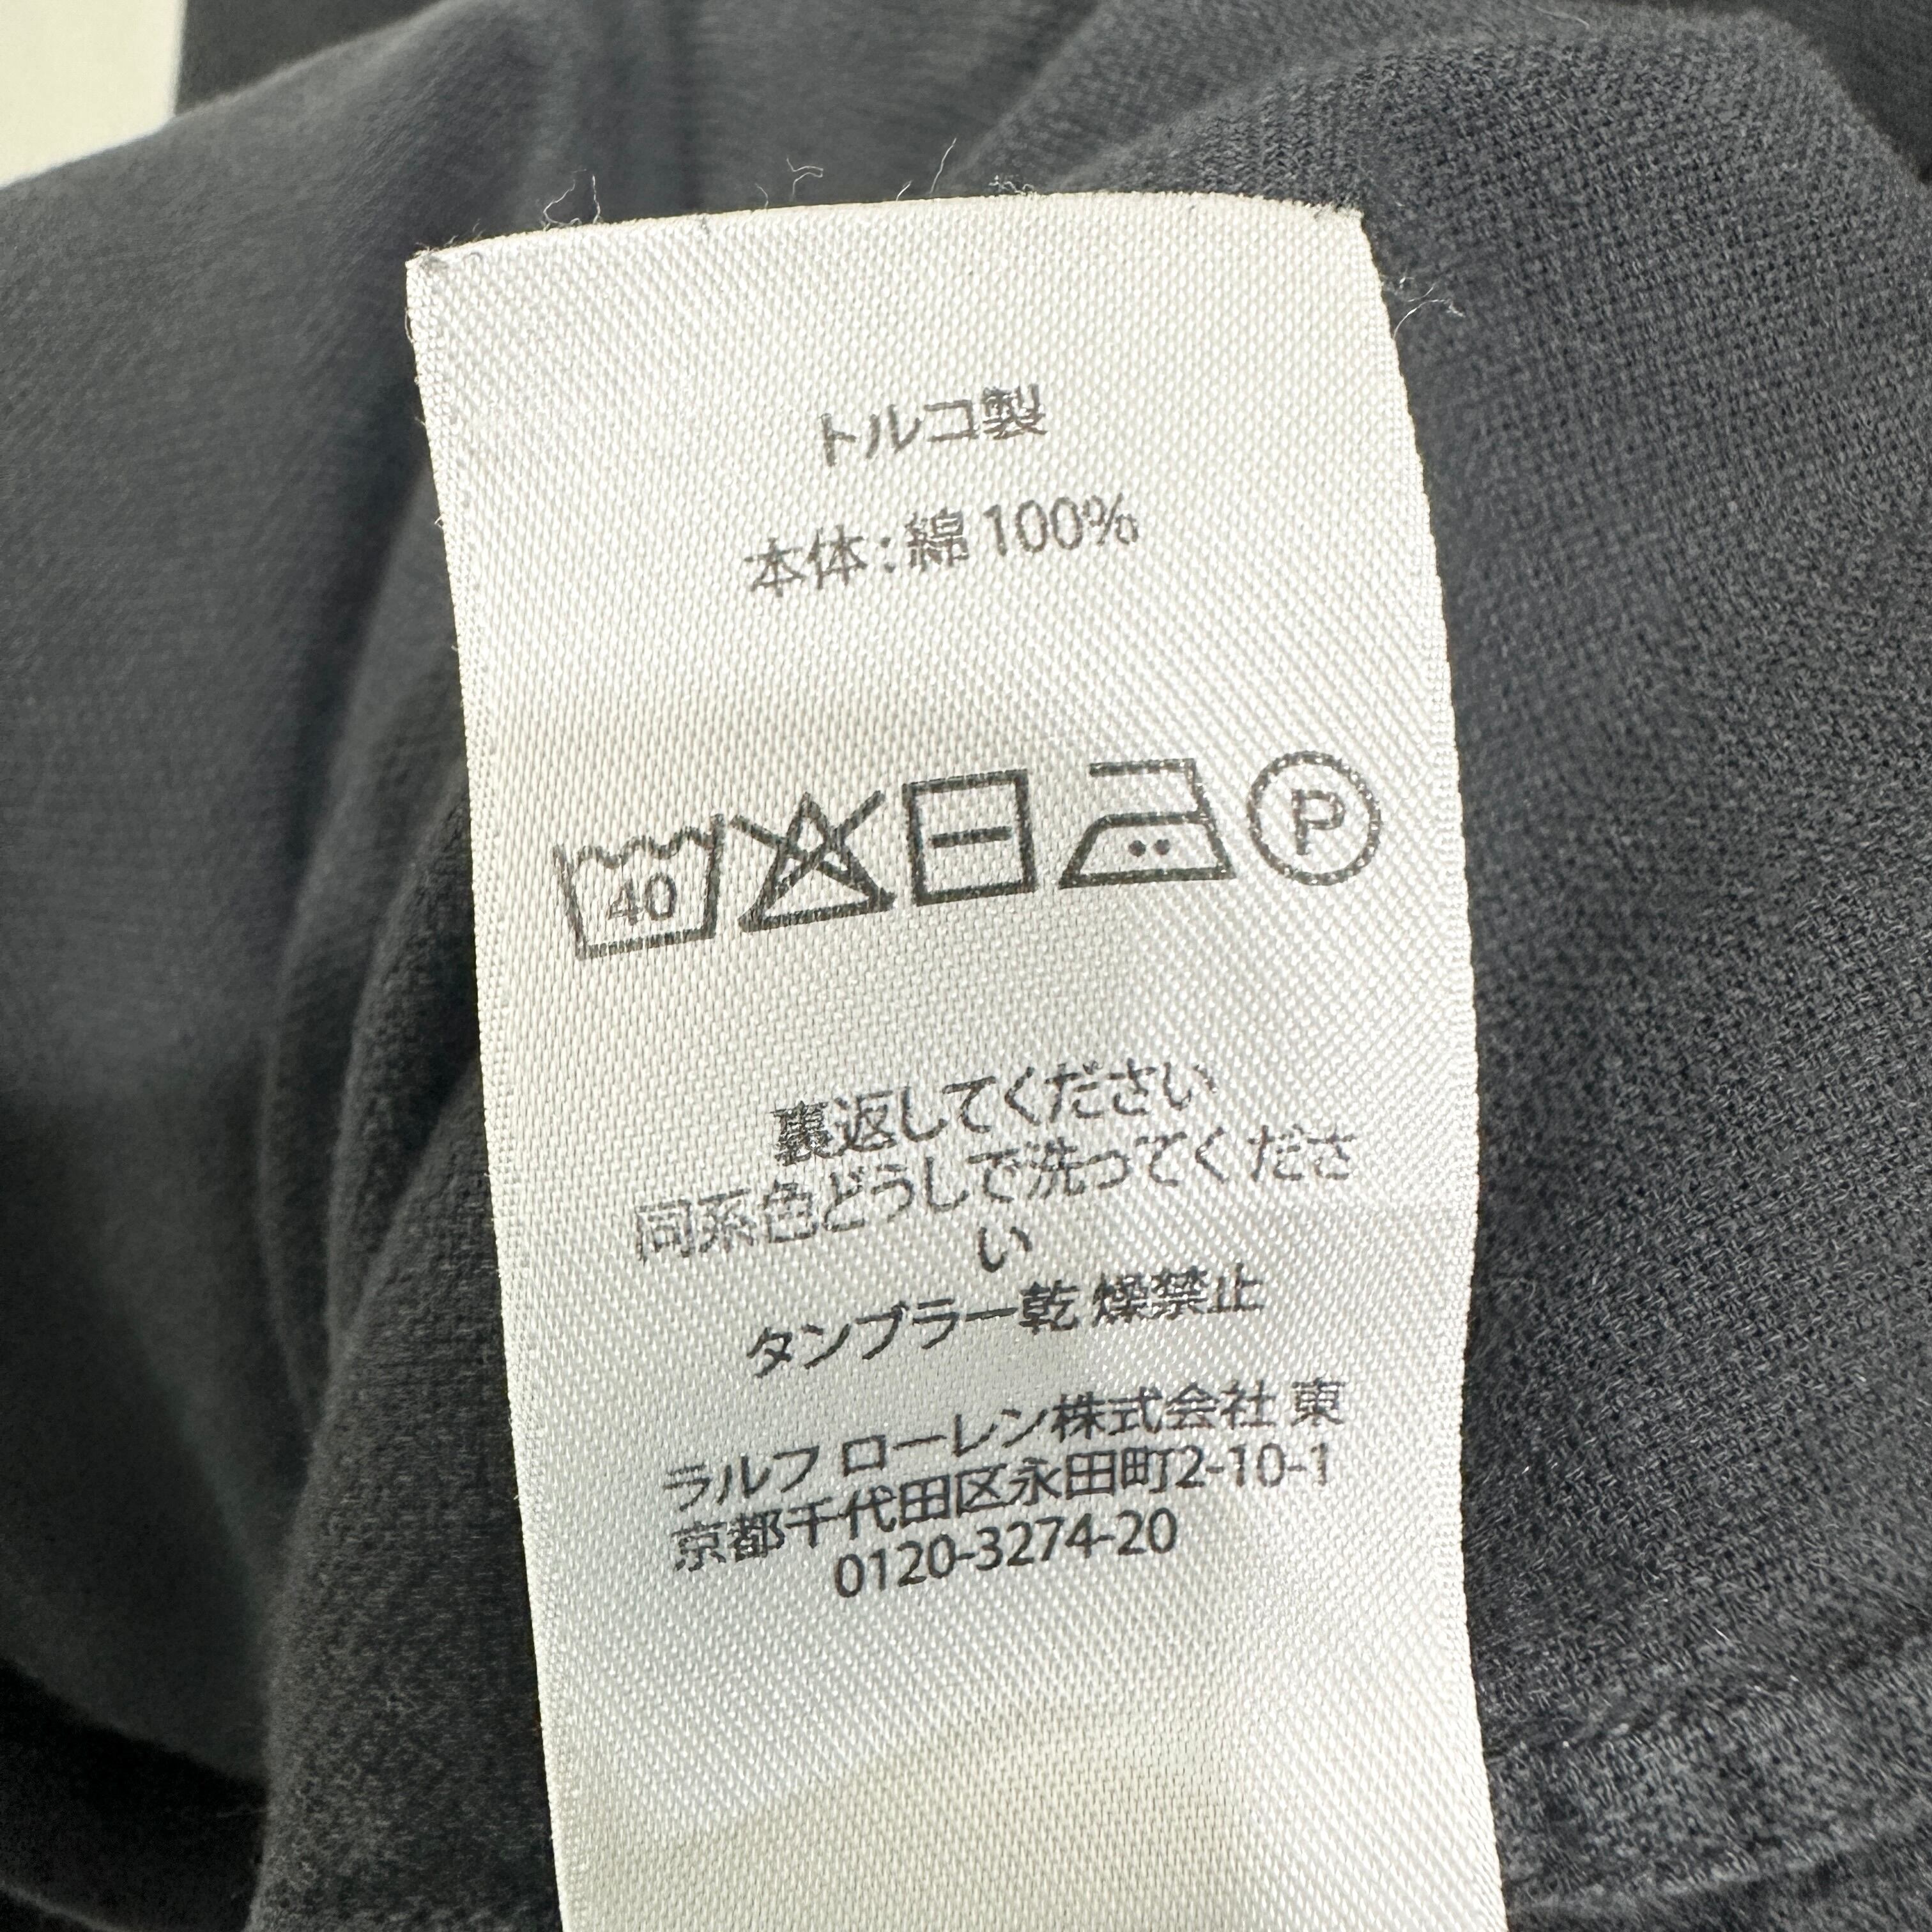 トルコ製
本体:綿100%
40
P
裏返してください
同系色どうしで洗ってくださ
い
タンブラー乾燥禁止
ラルフ ローレン株式会社 東
京都千代田区永田町2-10-1
0120-3274-20